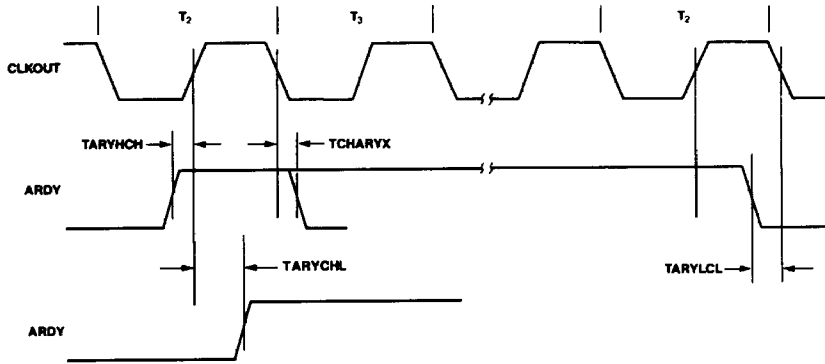 T₂ T₃ T₂
CLKOUT
TARYHCH TCHARYX
ARDY
TARYCHL TARYLCL
ARDY